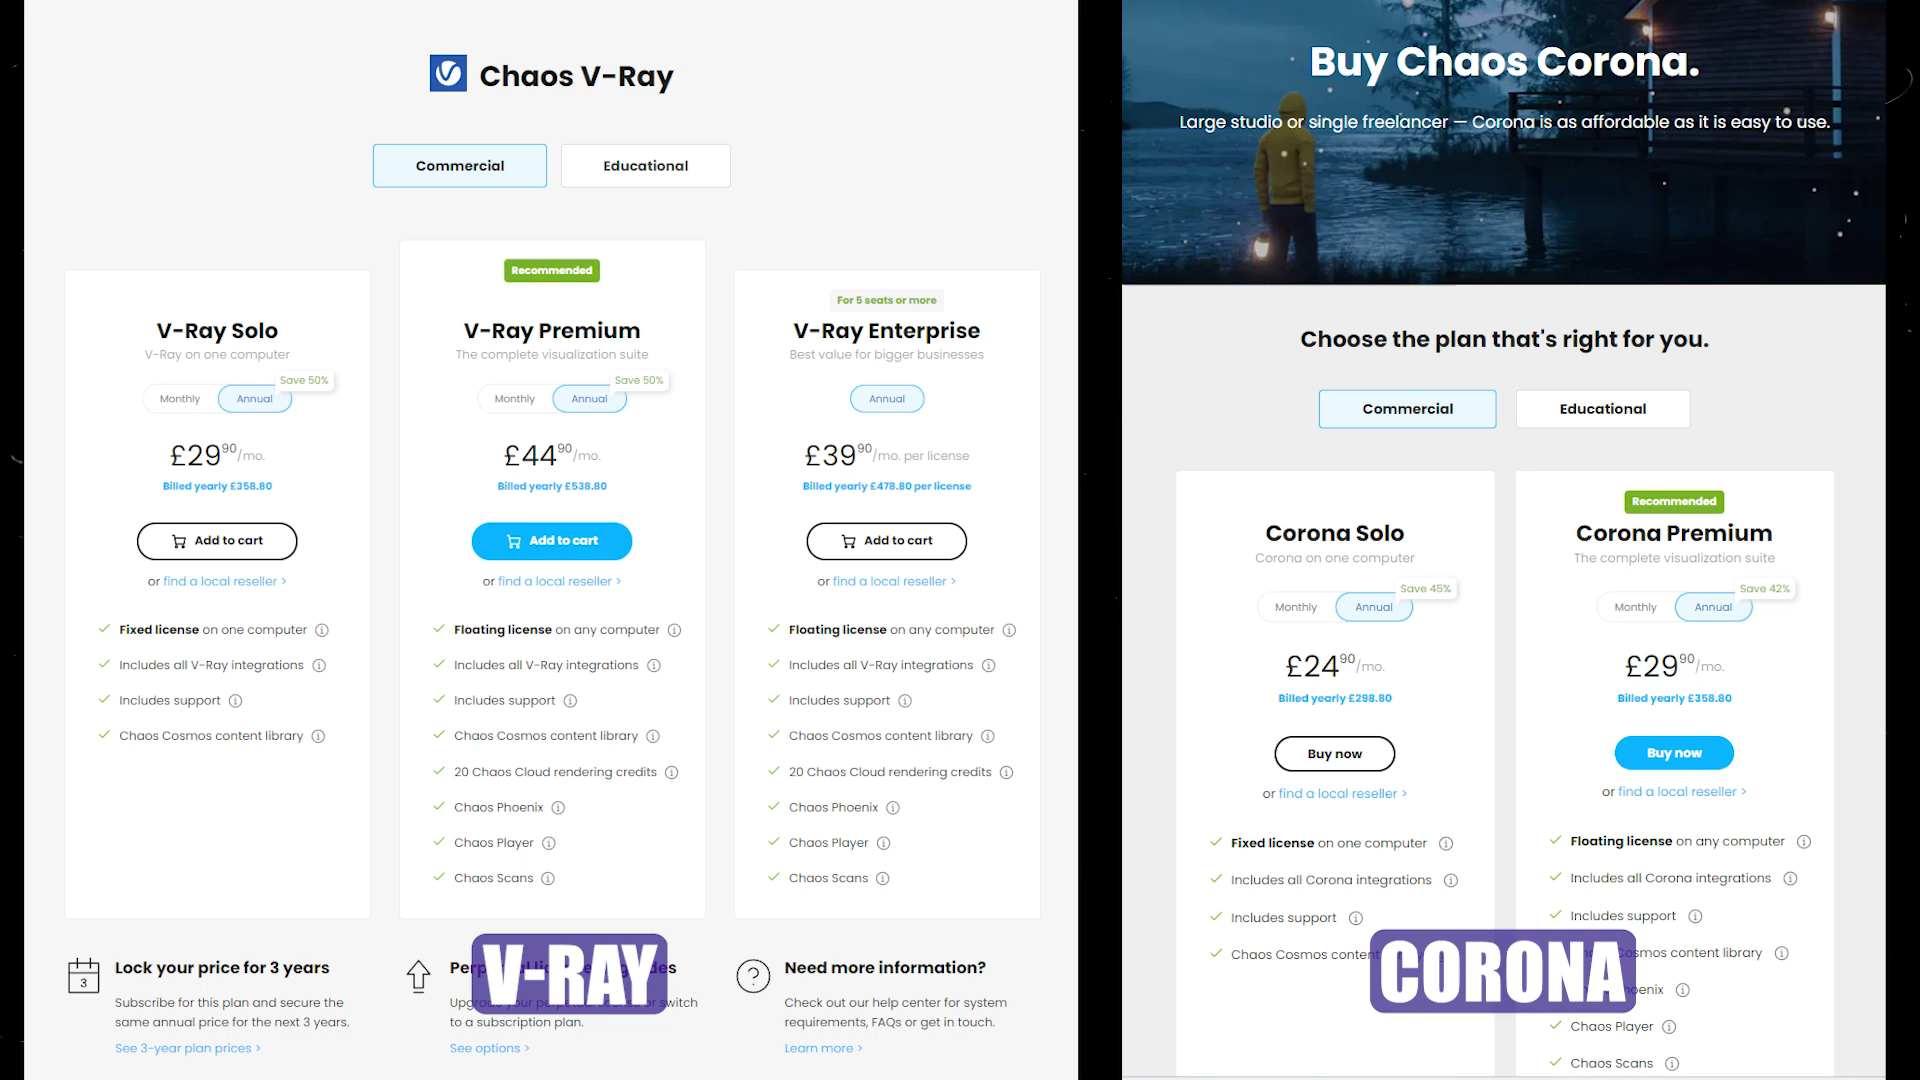 Chaos V-Ray
Commercial
Educational
V-Ray Solo
V-Ray on one computer
Save 50%
Monthly
Annual
£29⁹⁰/mo.
Billed yearly £358.80
Add to cart
or find a local reseller >
Fixed license on one computer
Includes all V-Ray integrations
Includes support
Chaos Cosmos content library
Recommended
V-Ray Premium
The complete visualization suite
Save 50%
Monthly
Annual
£44⁹⁰/mo.
Billed yearly £538.80
Add to cart
or find a local reseller >
Floating license on any computer
Includes all V-Ray integrations
Includes support
Chaos Cosmos content library
20 Chaos Cloud rendering credits
Chaos Phoenix
Chaos Player
Chaos Scans
For 5 seats or more
V-Ray Enterprise
Best value for bigger businesses
Annual
£39⁹⁰/mo. per license
Billed yearly £478.80 per license
Add to cart
or find a local reseller >
Floating license on any computer
Includes all V-Ray integrations
Includes support
Chaos Cosmos content library
20 Chaos Cloud rendering credits
Chaos Phoenix
Chaos Player
Chaos Scans
3
Lock your price for 3 years
Subscribe for this plan and secure the
same annual price for the next 3 years.
See 3-year plan prices >
V-RAY
switch
to a subscription plan.
See options >
?
Need more information?
Check out our help center for system
requirements, FAQs or get in touch.
Learn more >
Buy Chaos Corona.
Large studio or single freelancer — Corona is as affordable as it is easy to use.
Choose the plan that's right for you.
Commercial
Educational
Corona Solo
Corona on one computer
Save 45%
Monthly
Annual
£24⁹⁰/mo.
Billed yearly £298.80
Buy now
or find a local reseller >
Fixed license on one computer
Includes all Corona integrations
Includes support
Chaos Cosmos content
Recommended
Corona Premium
The complete visualization suite
Save 42%
Monthly
Annual
£29⁹⁰/mo.
Billed yearly £358.80
Buy now
or find a local reseller >
Floating license on any computer
Includes all Corona integrations
Includes support
Cosmos content library
Chaos Player
Chaos Scans
CORONA